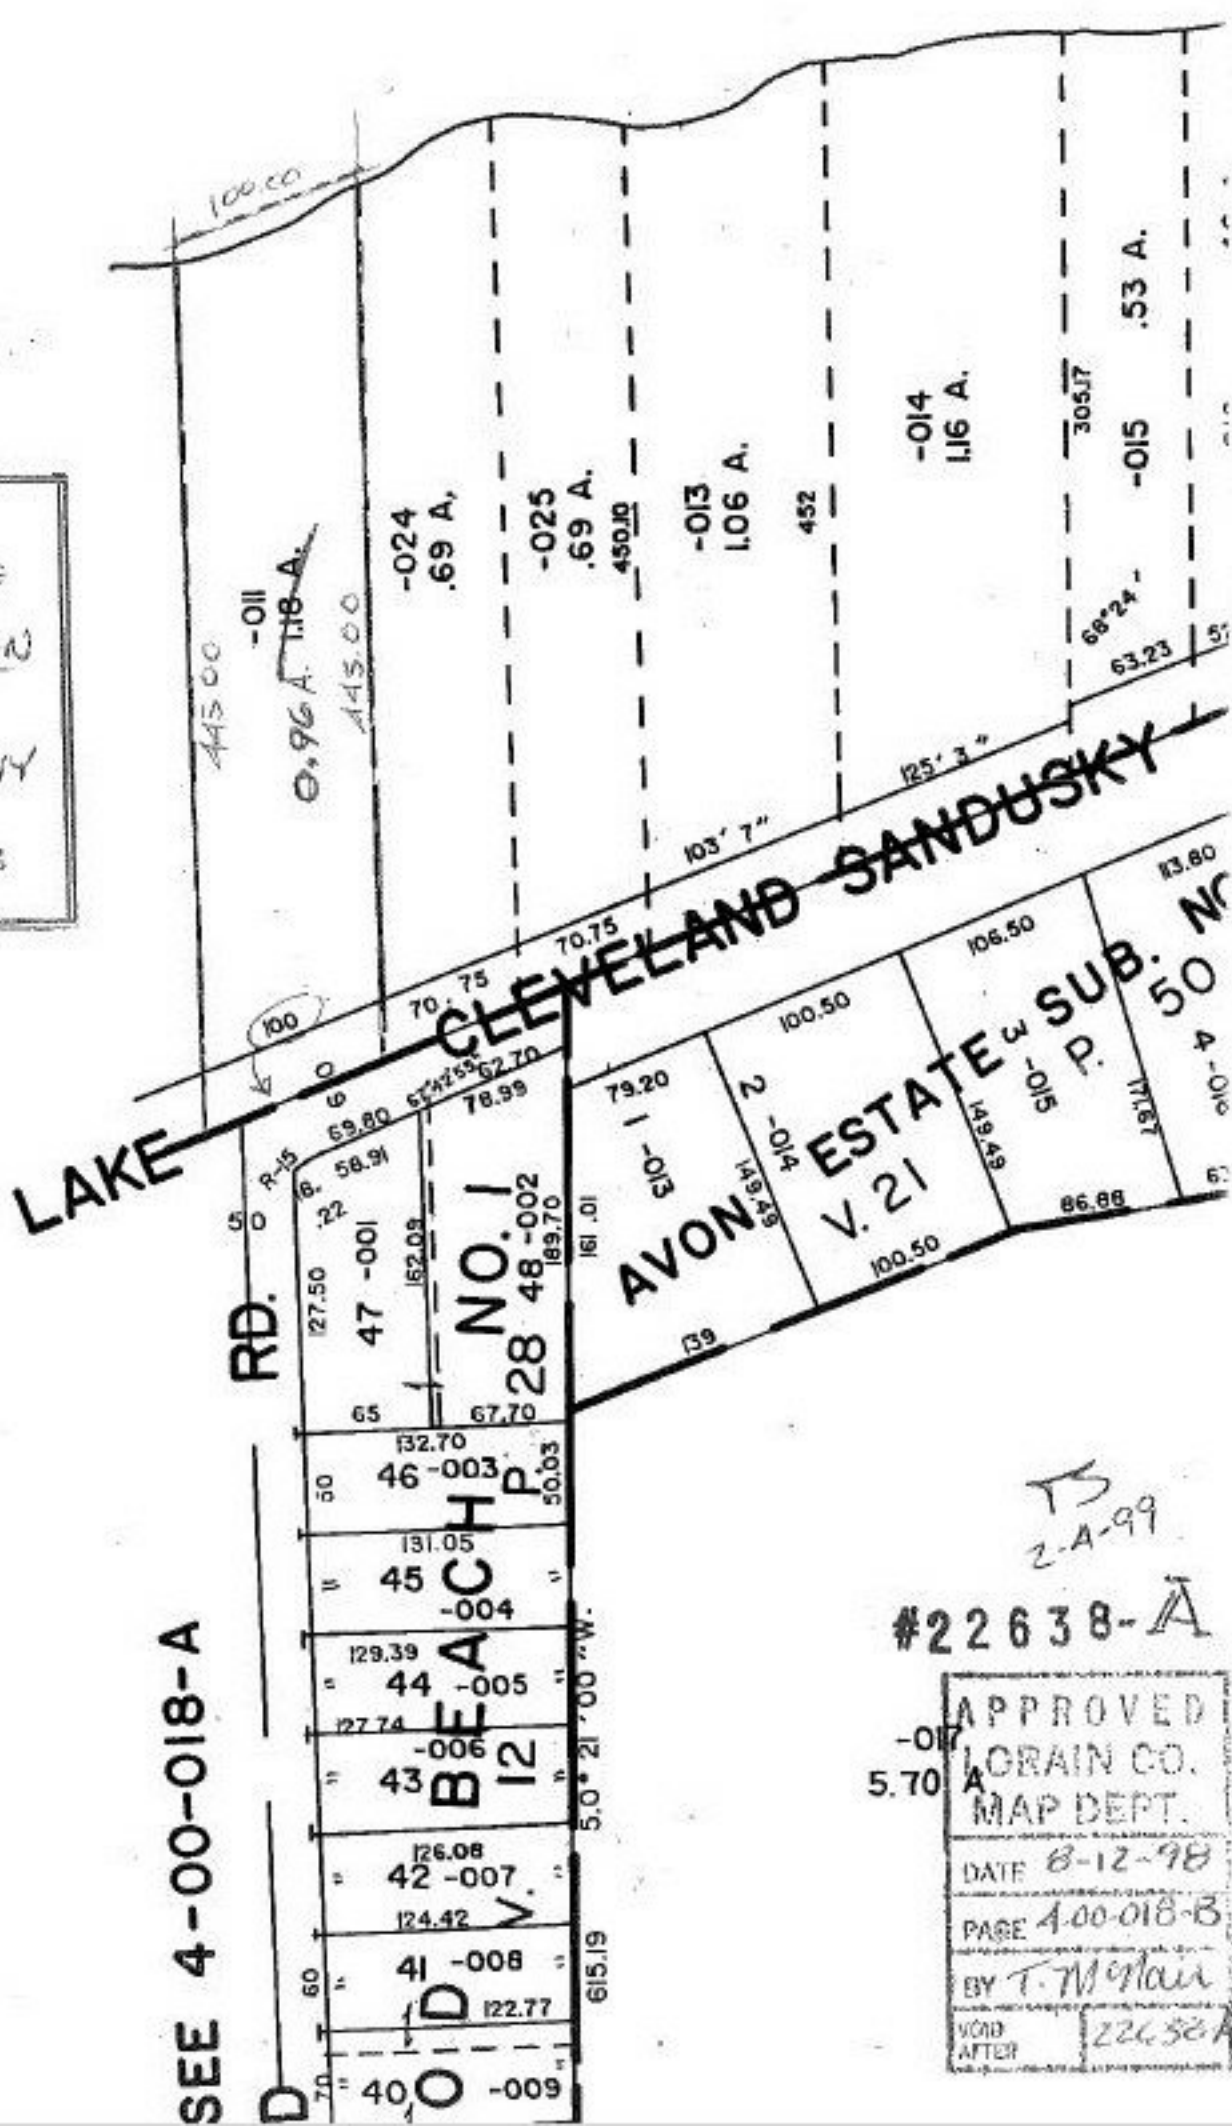 100.00
-011
1.18 A.
0.96 A.
445.00
445.00
-024
.69 A.
-025
.69 A.
450.10
-013
1.06 A.
452
-014
1.16 A.
305.17
-015 .53 A.
68°24-
63.23
125' 3"
103' 7"
70.75
70.75
100
60
LAKE
CLEVELAND SANDUSKY
62.70
78.99
69.80
58.91
R-15
.22
50
RD.
127.50
47 -001
162.09
NO. 1
48 -002
189.70
161.01
P. 28
65
67.70
79.20
1 -013
149.49
2 -014
100.50
149.49
3 -015
106.50
171.67
113.80
50
AVON ESTATE SUB.
V. 21 P.
139
100.50
86.88
132.70
46 -003
50
50.03
131.05
45
-004
129.39
44 -005
127.74
-006
43
126.08
42 -007
124.42
41 -008
60
122.77
40 -009
70
BEACH
V. 12
5.0° 21' 00" W.
615.19
SEE 4-00-018-A
TS
2-4-99
#22638-A
-017
5.70 A
APPROVED
LORAIN CO.
MAP DEPT.
DATE 8-12-98
PAGE 4-00-018-B
BY T. McNair
VOID AFTER 22638A